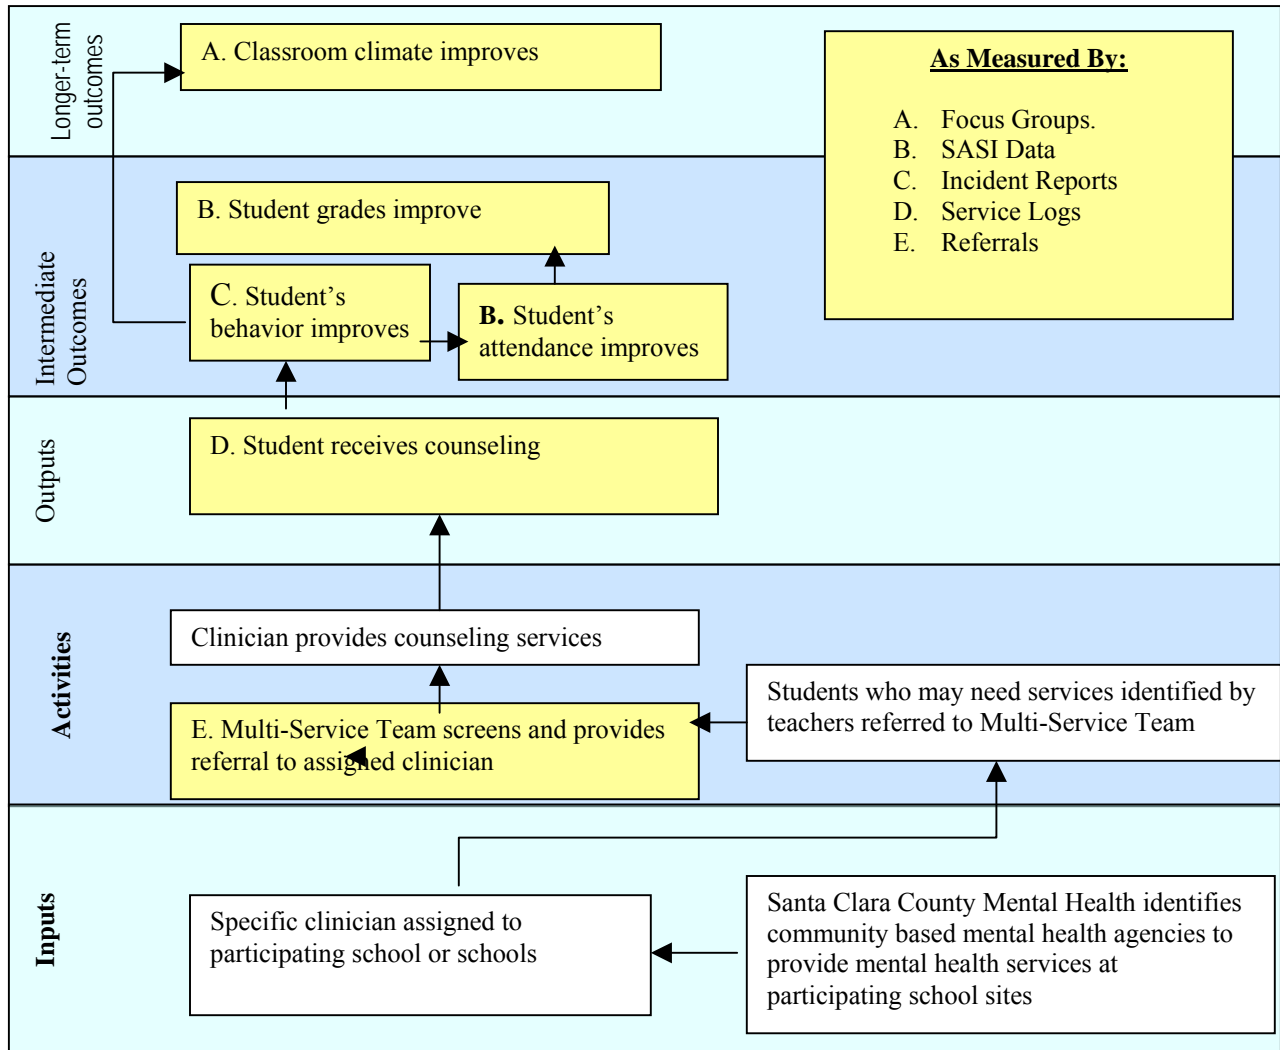 Longer-term
outcomes
A. Classroom climate improves
As Measured By:
A. Focus Groups.
B. SASI Data
C. Incident Reports
D. Service Logs
E. Referrals
Intermediate
Outcomes
B. Student grades improve
C. Student’s
behavior improves
B. Student’s
attendance improves
Outputs
D. Student receives counseling
Activities
Clinician provides counseling services
E. Multi-Service Team screens and provides
referral to assigned clinician
Students who may need services identified by
teachers referred to Multi-Service Team
Inputs
Specific clinician assigned to
participating school or schools
Santa Clara County Mental Health identifies
community based mental health agencies to
provide mental health services at
participating school sites